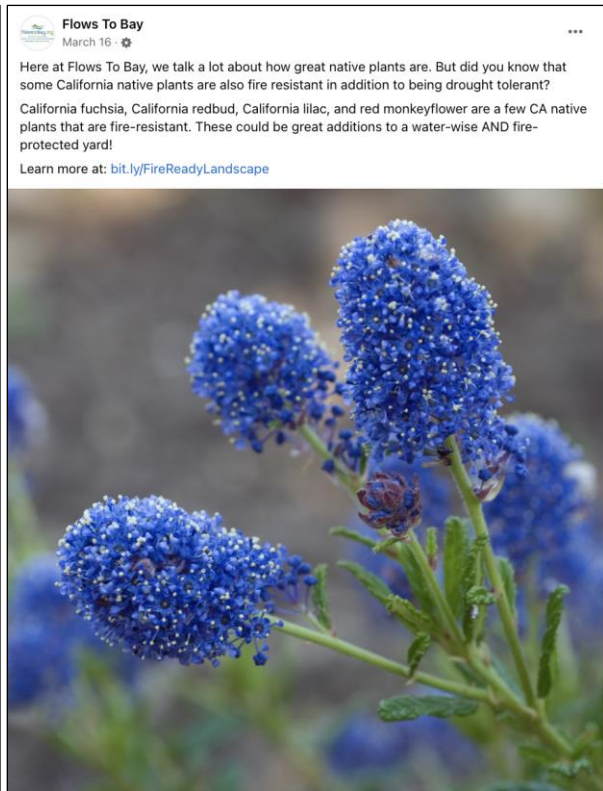 Flows To Bay
March 16 ·
Here at Flows To Bay, we talk a lot about how great native plants are. But did you know that
some California native plants are also fire resistant in addition to being drought tolerant?
California fuchsia, California redbud, California lilac, and red monkeyflower are a few CA native
plants that are fire-resistant. These could be great additions to a water-wise AND fire-
protected yard!
Learn more at: bit.ly/FireReadyLandscape